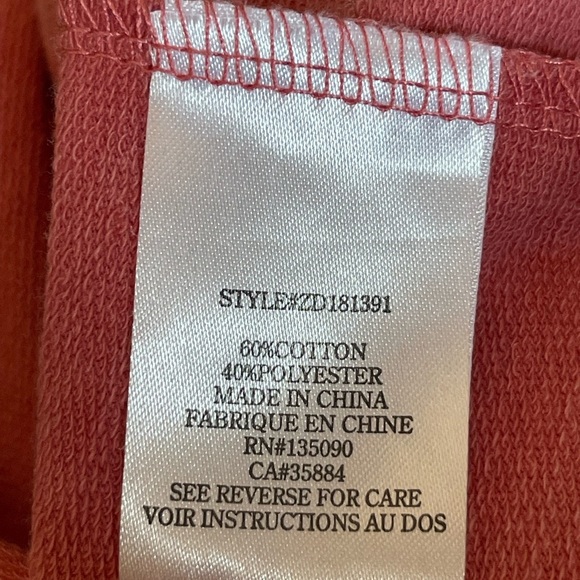 STYLE#ZD181391
60%COTTON
40%POLYESTER
MADE IN CHINA
FABRIQUE EN CHINE
RN#135090
CA#35884
SEE REVERSE FOR CARE
VOIR INSTRUCTIONS AU DOS